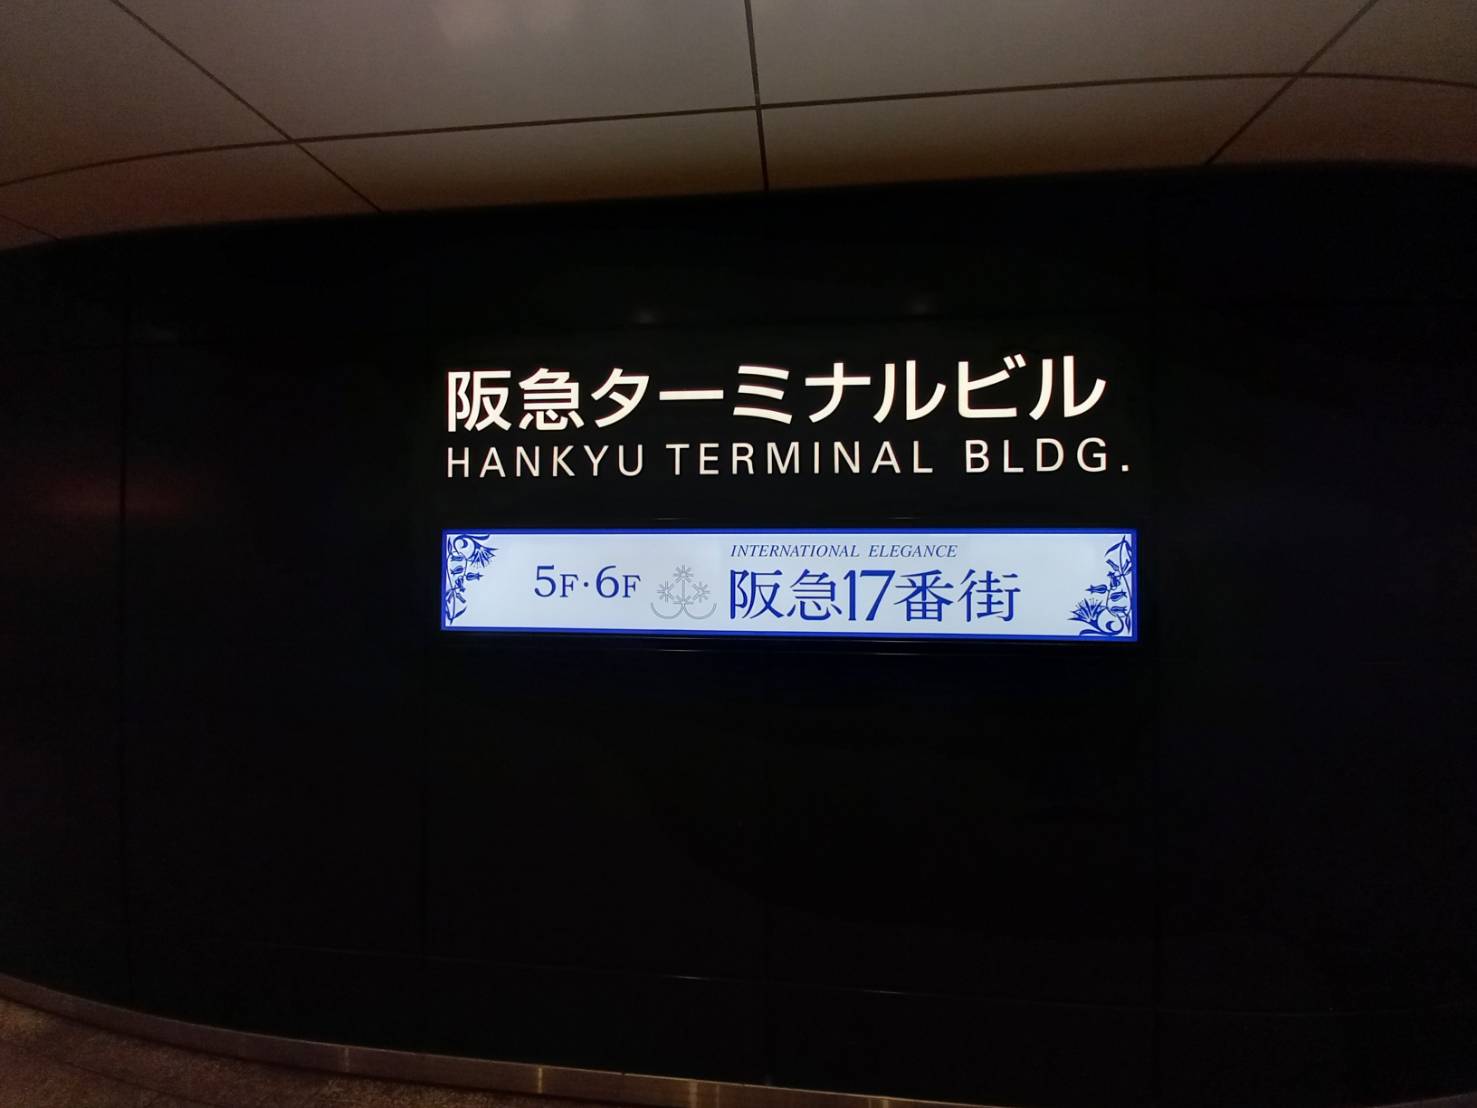 阪急ターミナルビル
HANKYU TERMINAL BLDG.
INTERNATIONAL ELEGANCE
5F·6F 阪急17番街